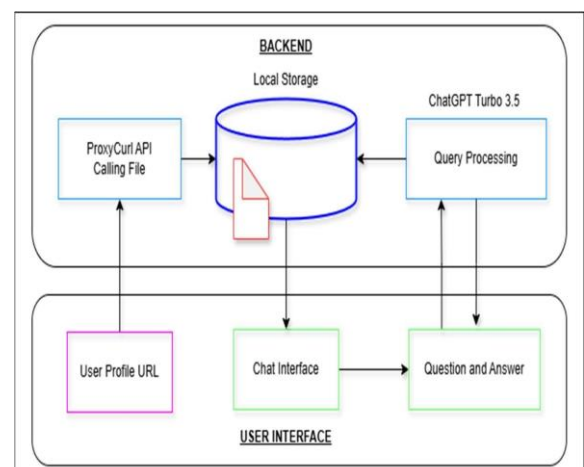 BACKEND
Local Storage
ChatGPT Turbo 3.5
ProxyCurl API
Calling File
Query Processing
User Profile URL
Chat Interface
Question and Answer
USER INTERFACE